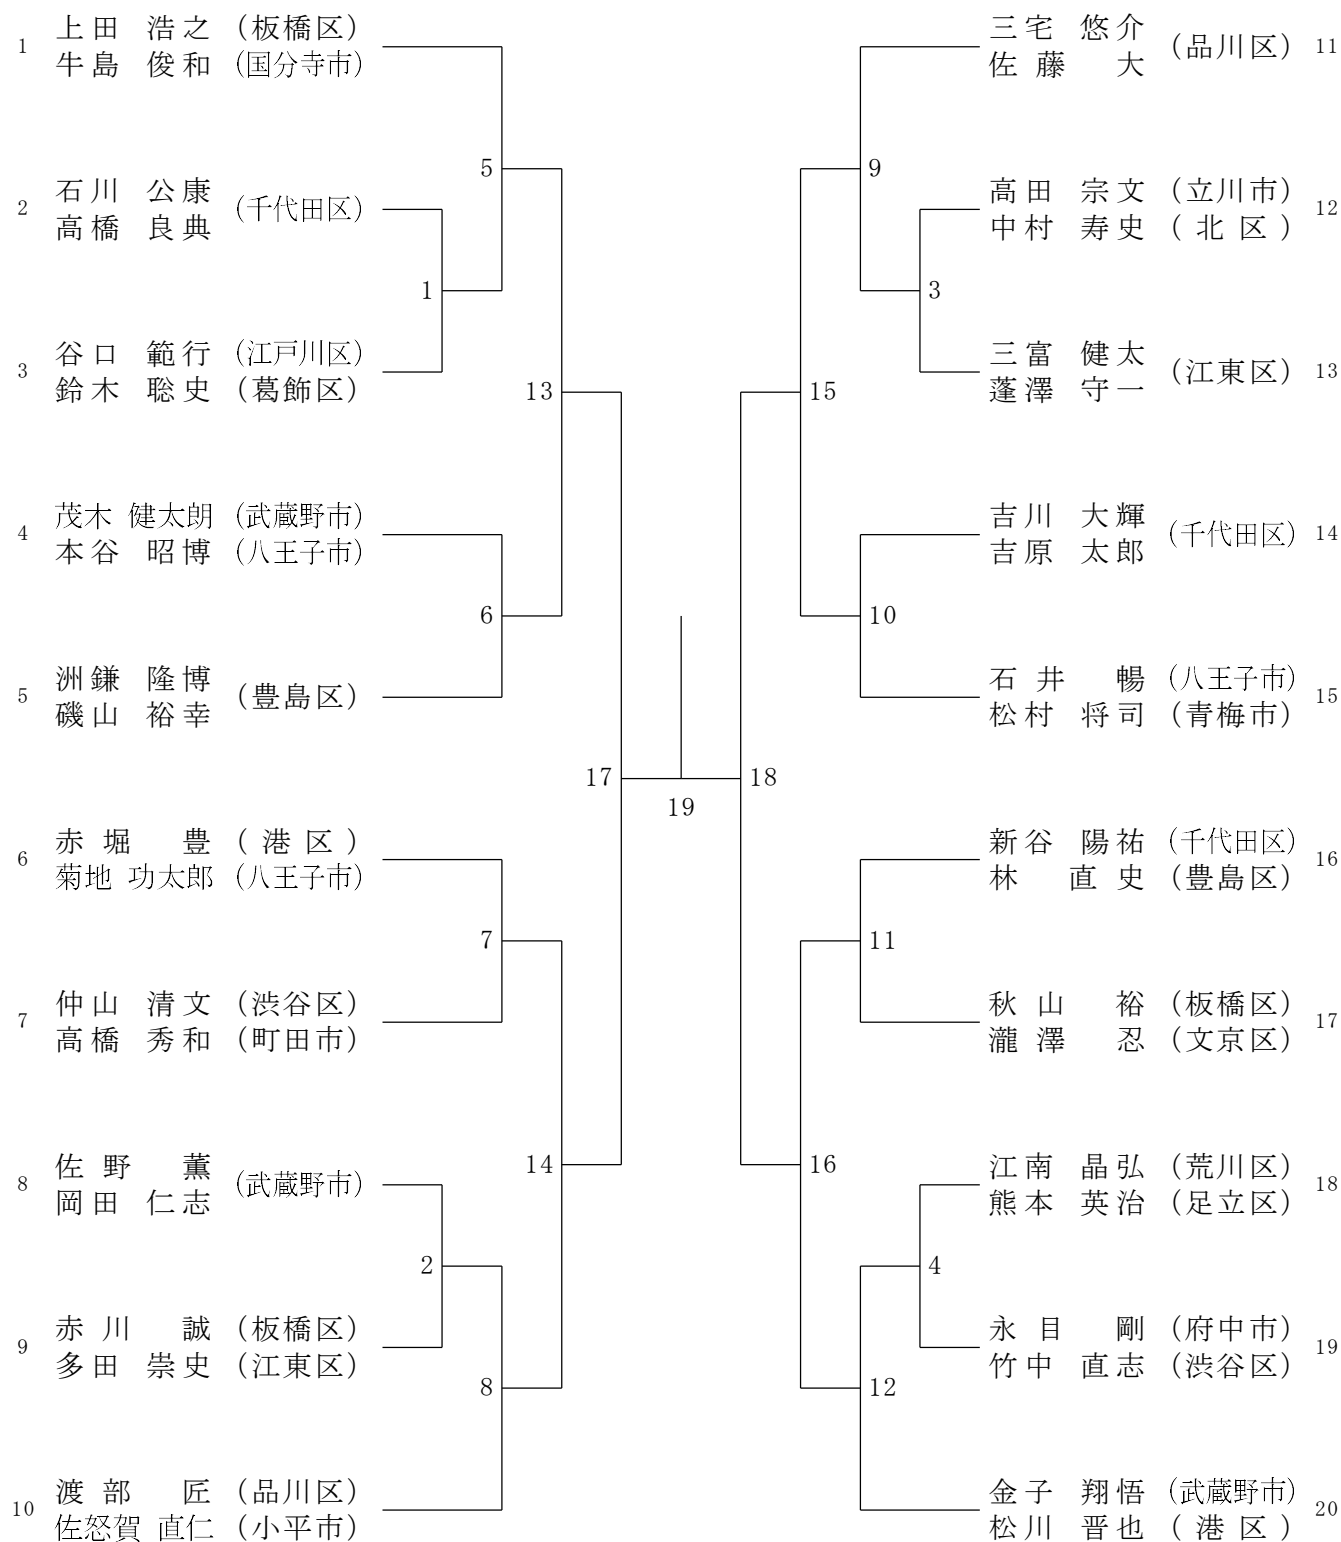 1 上田 浩之 (板橋区)
牛島 俊和 (国分寺市)
2 石川 公康 (千代田区)
高橋 良典
3 谷口 範行 (江戸川区)
鈴木 聡史 (葛飾区)
4 茂木 健太朗 (武蔵野市)
本谷 昭博 (八王子市)
5 洲鎌 隆博 (豊島区)
磯山 裕幸
6 赤堀 豊 (港区)
菊地 功太郎 (八王子市)
7 仲山 清文 (渋谷区)
高橋 秀和 (町田市)
8 佐野 薫 (武蔵野市)
岡田 仁志
9 赤川 誠 (板橋区)
多田 崇史 (江東区)
10 渡部 匠 (品川区)
佐怒賀 直仁 (小平市)
5
1
13
6
17
7
14
2
8
19
9
3
15
10
18
11
16
4
12
三宅 悠介 (品川区) 11
佐藤 大
高田 宗文 (立川市) 12
中村 寿史 (北区)
三富 健太 (江東区) 13
蓬澤 守一
吉川 大輝 (千代田区) 14
吉原 太郎
石井 暢 (八王子市) 15
松村 将司 (青梅市)
新谷 陽祐 (千代田区) 16
林 直史 (豊島区)
秋山 裕 (板橋区) 17
瀧澤 忍 (文京区)
江南 晶弘 (荒川区) 18
熊本 英治 (足立区)
永目 剛 (府中市) 19
竹中 直志 (渋谷区)
金子 翔悟 (武蔵野市) 20
松川 晋也 (港区)